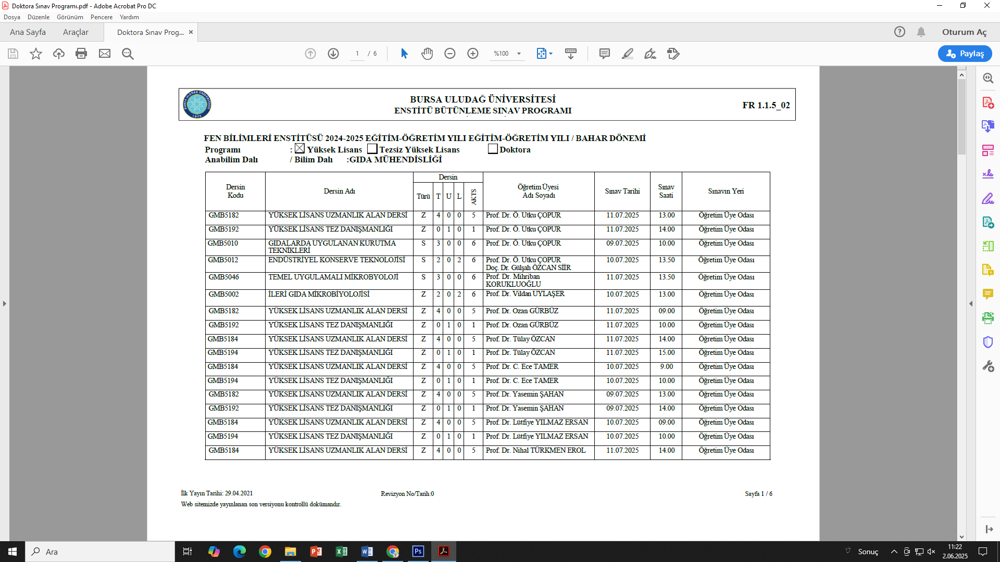 Doktora Sınav Programı.pdf - Adobe Acrobat Pro DC
Dosya Düzenle Görünüm Pencere Yardım
Ana Sayfa Araçlar Doktora Sınav Prog... × Oturum Aç
1 / 6 %100 Paylaş
BURSA ULUDAĞ ÜNİVERSİTESİ
1975
BURSA ULUDAĞ ÜNİVERSİTESİ
ENSTİTÜ BÜTÜNLEME SINAV PROGRAMI
FR 1.1.5_02
FEN BİLİMLERİ ENSTİTÜSÜ 2024-2025 EĞİTİM-ÖĞRETİM YILI EĞİTİM-ÖĞRETİM YILI / BAHAR DÖNEMİ
Programı : Yüksek Lisans Tezsiz Yüksek Lisans Doktora
Anabilim Dalı / Bilim Dalı :GIDA MÜHENDİSLİĞİ
Dersin Kodu Dersin Adı Dersin Türü T U L AKTS Öğretim Üyesi Adı Soyadı Sınav Tarihi Sınav Saati Sınavın Yeri
GMB5182 YÜKSEK LİSANS UZMANLIK ALAN DERSİ Z 4 0 0 5 Prof. Dr. Ö. Utku ÇOPUR 11.07.2025 13.00 Öğretim Üye Odası
GMB5192 YÜKSEK LİSANS TEZ DANIŞMANLIĞI Z 0 1 0 1 Prof. Dr. Ö. Utku ÇOPUR 11.07.2025 14.00 Öğretim Üye Odası
GMB5010 GIDALARDA UYGULANAN KURUTMA TEKNİKLERİ S 3 0 0 6 Prof. Dr. Ö. Utku ÇOPUR 09.07.2025 10.00 Öğretim Üye Odası
GMB5012 ENDÜSTRİYEL KONSERVE TEKNOLOJİSİ S 2 0 2 6 Prof. Dr. Ö. Utku ÇOPUR Doç. Dr. Gülşah ÖZCAN SİİR 10.07.2025 13.50 Öğretim Üye Odası
GMB5046 TEMEL UYGULAMALI MİKROBYOLOJİ S 3 0 0 6 Prof. Dr. Mihriban KORUKLUOĞLU 11.07.2025 13.50 Öğretim Üye Odası
GMB5002 İLERİ GIDA MİKROBİYOLOJİSİ Z 2 0 2 6 Prof. Dr. Vildan UYLAŞER 10.07.2025 13.00 Öğretim Üye Odası
GMB5182 YÜKSEK LİSANS UZMANLIK ALAN DERSİ Z 4 0 0 5 Prof. Dr. Ozan GÜRBÜZ 11.07.2025 09.00 Öğretim Üye Odası
GMB5192 YÜKSEK LİSANS TEZ DANIŞMANLIĞI Z 0 1 0 1 Prof. Dr. Ozan GÜRBÜZ 11.07.2025 10.00 Öğretim Üye Odası
GMB5184 YÜKSEK LİSANS UZMANLIK ALAN DERSİ Z 4 0 0 5 Prof. Dr. Tülay ÖZCAN 11.07.2025 14.00 Öğretim Üye Odası
GMB5194 YÜKSEK LİSANS TEZ DANIŞMANLIĞI Z 0 1 0 1 Prof. Dr. Tülay ÖZCAN 11.07.2025 15.00 Öğretim Üye Odası
GMB5184 YÜKSEK LİSANS UZMANLIK ALAN DERSİ Z 4 0 0 5 Prof. Dr. C. Ece TAMER 10.07.2025 9.00 Öğretim Üye Odası
GMB5194 YÜKSEK LİSANS TEZ DANIŞMANLIĞI Z 0 1 0 1 Prof. Dr. C. Ece TAMER 10.07.2025 10.00 Öğretim Üye Odası
GMB5182 YÜKSEK LİSANS UZMANLIK ALAN DERSİ Z 4 0 0 5 Prof. Dr. Yasemin ŞAHAN 09.07.2025 13.00 Öğretim Üye Odası
GMB5192 YÜKSEK LİSANS TEZ DANIŞMANLIĞI Z 0 1 0 1 Prof. Dr. Yasemin ŞAHAN 09.07.2025 14.00 Öğretim Üye Odası
GMB5184 YÜKSEK LİSANS UZMANLIK ALAN DERSİ Z 4 0 0 5 Prof. Dr. Lütfiye YILMAZ ERSAN 10.07.2025 09.00 Öğretim Üye Odası
GMB5194 YÜKSEK LİSANS TEZ DANIŞMANLIĞI Z 0 1 0 1 Prof. Dr. Lütfiye YILMAZ ERSAN 10.07.2025 10.00 Öğretim Üye Odası
GMB5184 YÜKSEK LİSANS UZMANLIK ALAN DERSİ Z 4 0 0 5 Prof. Dr. Nihal TÜRKMEN EROL 11.07.2025 14.00 Öğretim Üye Odası
İlk Yayın Tarihi: 29.04.2021 Revizyon No/Tarih:0 Sayfa 1 / 6
Web sitemizde yayınlanan son versiyonu kontrollü dokümandır.
Ara Ps Sonuç 11:22
2.06.2025